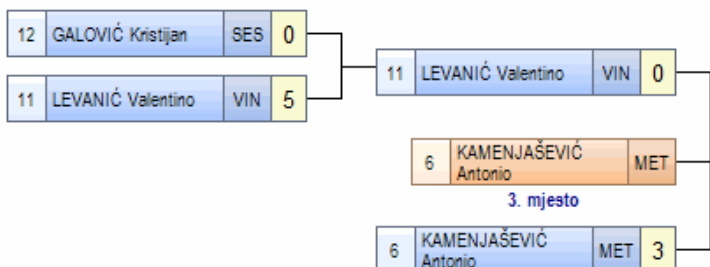 12 GALOVIĆ Kristijan SES 0
11 LEVANIĆ Valentino VIN 5
11 LEVANIĆ Valentino VIN 0
6 KAMENJAŠEVIĆ Antonio MET
3. mjesto
6 KAMENJAŠEVIĆ Antonio MET 3